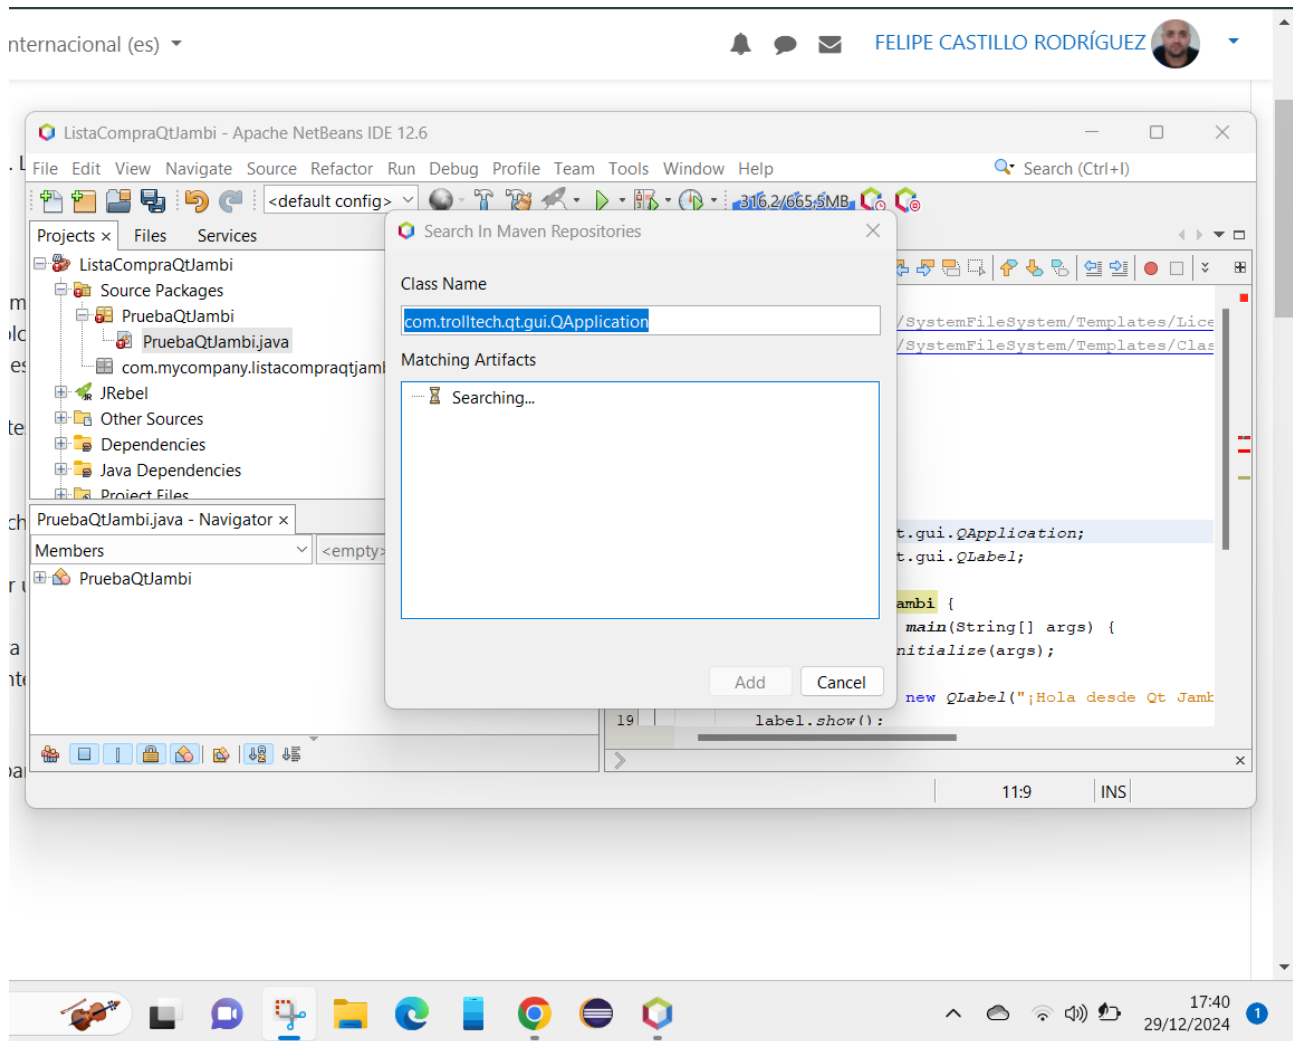 nternacional (es)
FELIPE CASTILLO RODRÍGUEZ
ListaCompraQtJambi - Apache NetBeans IDE 12.6
. L
File Edit View Navigate Source Refactor Run Debug Profile Team Tools Window Help
Search (Ctrl+I)
<default config>
316,2/665,5MB
Projects × Files Services
Search In Maven Repositories
ListaCompraQtJambi
Source Packages
PruebaQtJambi
PruebaQtJambi.java
com.mycompany.listacompraqtjaml
JRebel
Other Sources
Dependencies
Java Dependencies
Project Files
Class Name
com.trolltech.qt.gui.QApplication
Matching Artifacts
Searching...
Add
Cancel
/SystemFileSystem/Templates/Lice
/SystemFileSystem/Templates/Clas
t.gui.QApplication;
t.gui.QLabel;
ambi {
main(String[] args) {
nitialize(args);
new QLabel("¡Hola desde Qt Jamb
19 label.show();
PruebaQtJambi.java - Navigator ×
Members
<empty>
PruebaQtJambi
11:9
INS
17:40
29/12/2024
1